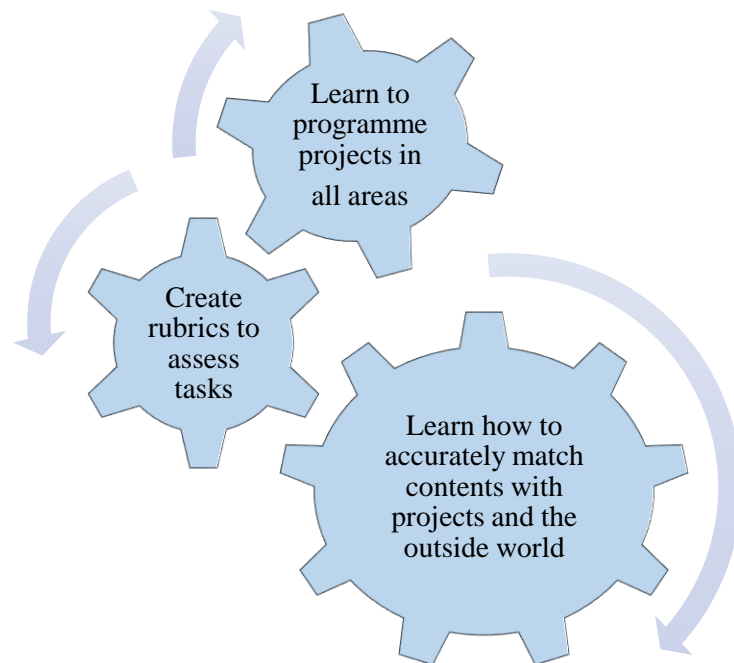 Learn to
programme
projects in
all areas
Create
rubrics to
assess
tasks
Learn how to
accurately match
contents with
projects and the
outside world